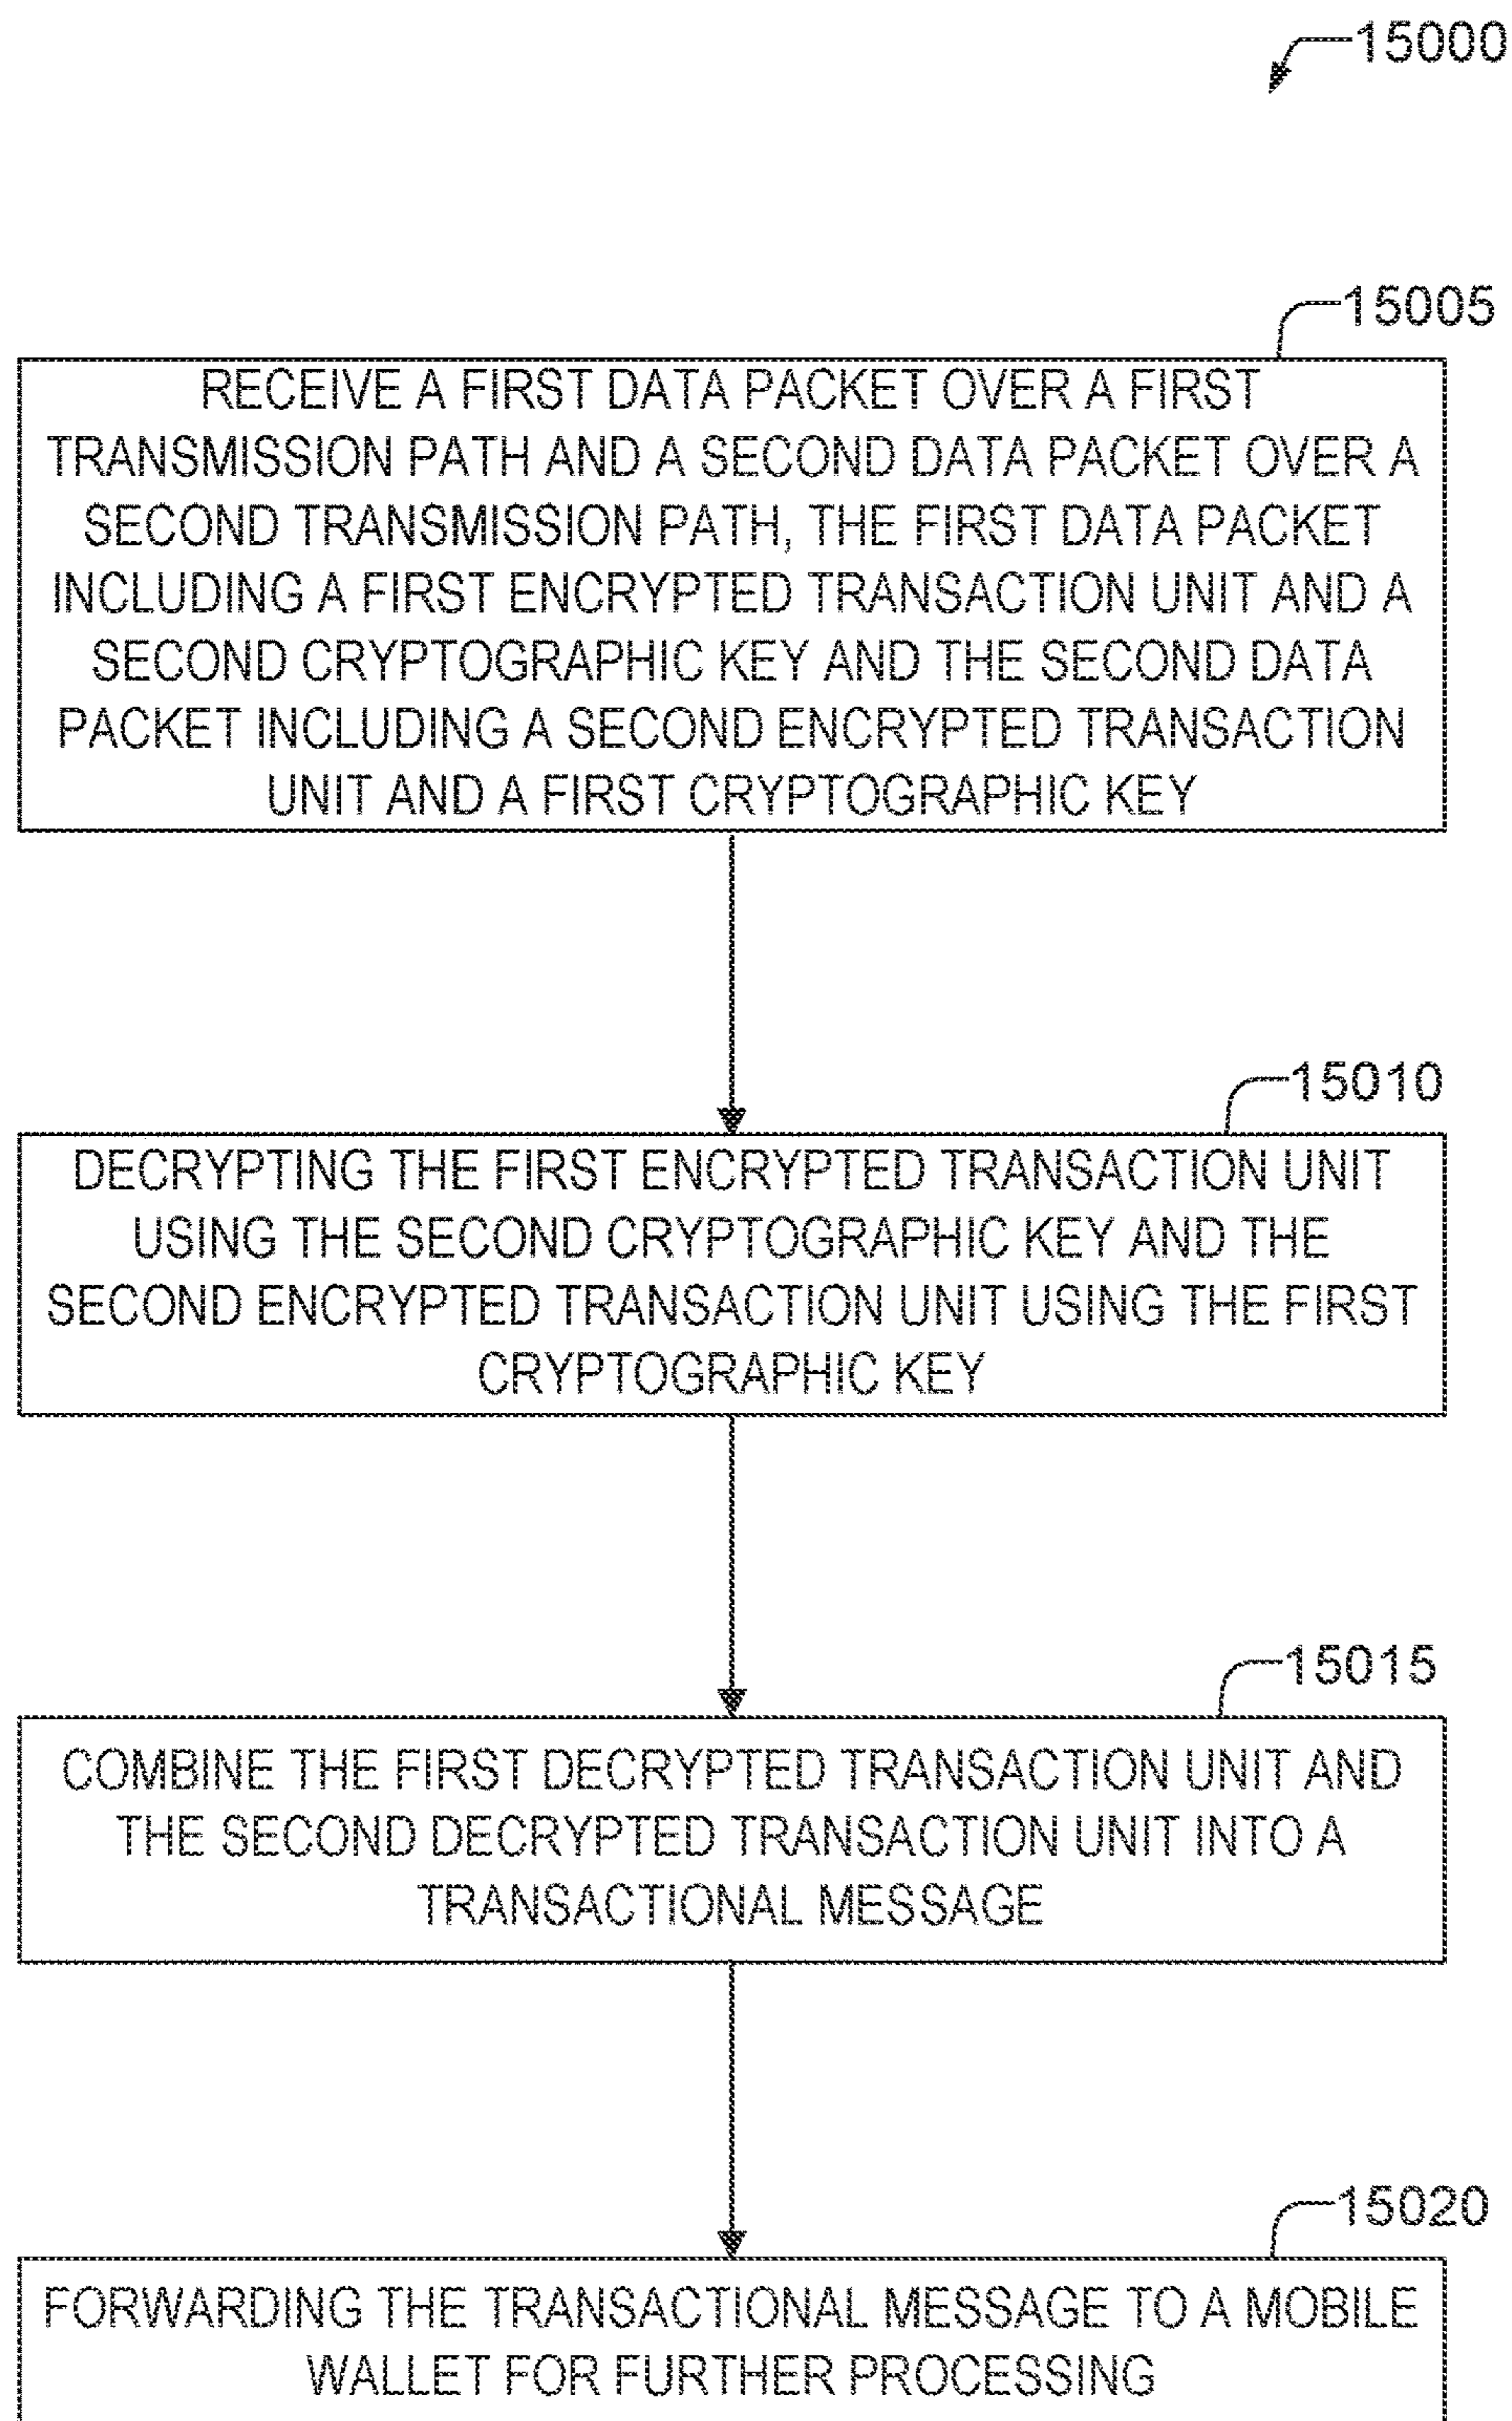 15000
15005
RECEIVE A FIRST DATA PACKET OVER A FIRST
TRANSMISSION PATH AND A SECOND DATA PACKET OVER A
SECOND TRANSMISSION PATH, THE FIRST DATA PACKET
INCLUDING A FIRST ENCRYPTED TRANSACTION UNIT AND A
SECOND CRYPTOGRAPHIC KEY AND THE SECOND DATA
PACKET INCLUDING A SECOND ENCRYPTED TRANSACTION
UNIT AND A FIRST CRYPTOGRAPHIC KEY
15010
DECRYPTING THE FIRST ENCRYPTED TRANSACTION UNIT
USING THE SECOND CRYPTOGRAPHIC KEY AND THE
SECOND ENCRYPTED TRANSACTION UNIT USING THE FIRST
CRYPTOGRAPHIC KEY
15015
COMBINE THE FIRST DECRYPTED TRANSACTION UNIT AND
THE SECOND DECRYPTED TRANSACTION UNIT INTO A
TRANSACTIONAL MESSAGE
15020
FORWARDING THE TRANSACTIONAL MESSAGE TO A MOBILE
WALLET FOR FURTHER PROCESSING